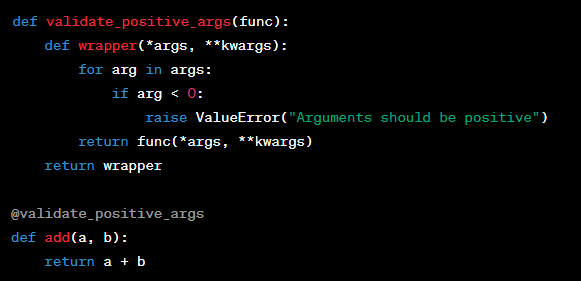 def validate_positive_args(func):
    def wrapper(*args, **kwargs):
        for arg in args:
            if arg < 0:
                raise ValueError("Arguments should be positive")
        return func(*args, **kwargs)
    return wrapper

@validate_positive_args
def add(a, b):
    return a + b